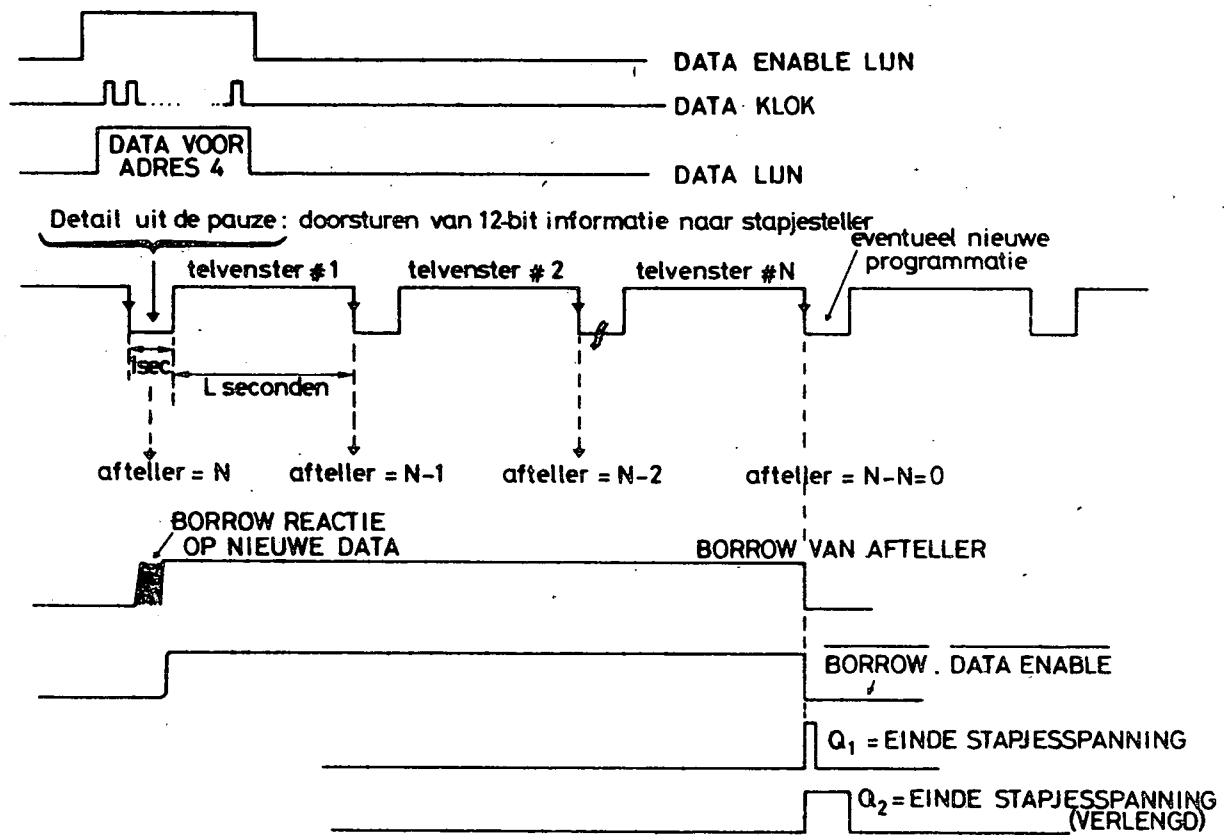 DATA ENABLE LIJN
DATA KLOK
DATA VOOR
ADRES 4
DATA LIJN
Detail uit de pauze: doorsturen van 12-bit informatie naar stapjesteller
eventueel nieuwe
programmatie
telvenster #1
telvenster #2
telvenster #N
1sec
L seconden
afteller = N
afteller = N-1
afteller = N-2
afteller = N-N=0
BORROW REACTIE
OP NIEUWE DATA
BORROW VAN AFTELLER
BORROW . DATA ENABLE
Q1 = EINDE STAPJESSPANNING
Q2 = EINDE STAPJESSPANNING
(VERLENGD)